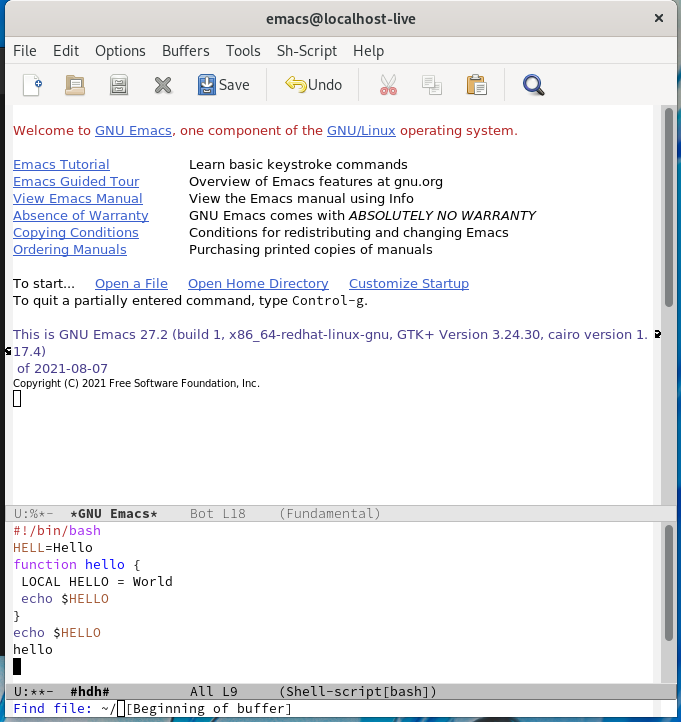 emacs@localhost-live
File Edit Options Buffers Tools Sh-Script Help
Save Undo
Welcome to GNU Emacs, one component of the GNU/Linux operating system.
Emacs Tutorial Learn basic keystroke commands
Emacs Guided Tour Overview of Emacs features at gnu.org
View Emacs Manual View the Emacs manual using Info
Absence of Warranty GNU Emacs comes with ABSOLUTELY NO WARRANTY
Copying Conditions Conditions for redistributing and changing Emacs
Ordering Manuals Purchasing printed copies of manuals
To start... Open a File Open Home Directory Customize Startup
To quit a partially entered command, type Control-g.
This is GNU Emacs 27.2 (build 1, x86_64-redhat-linux-gnu, GTK+ Version 3.24.30, cairo version 1.
17.4)
of 2021-08-07
Copyright (C) 2021 Free Software Foundation, Inc.
U:%*- *GNU Emacs* Bot L18 (Fundamental)
#!/bin/bash
HELL=Hello
function hello {
LOCAL HELLO = World
echo $HELLO
}
echo $HELLO
hello
U:**- #hdh# All L9 (Shell-script[bash])
Find file: ~/ [Beginning of buffer]